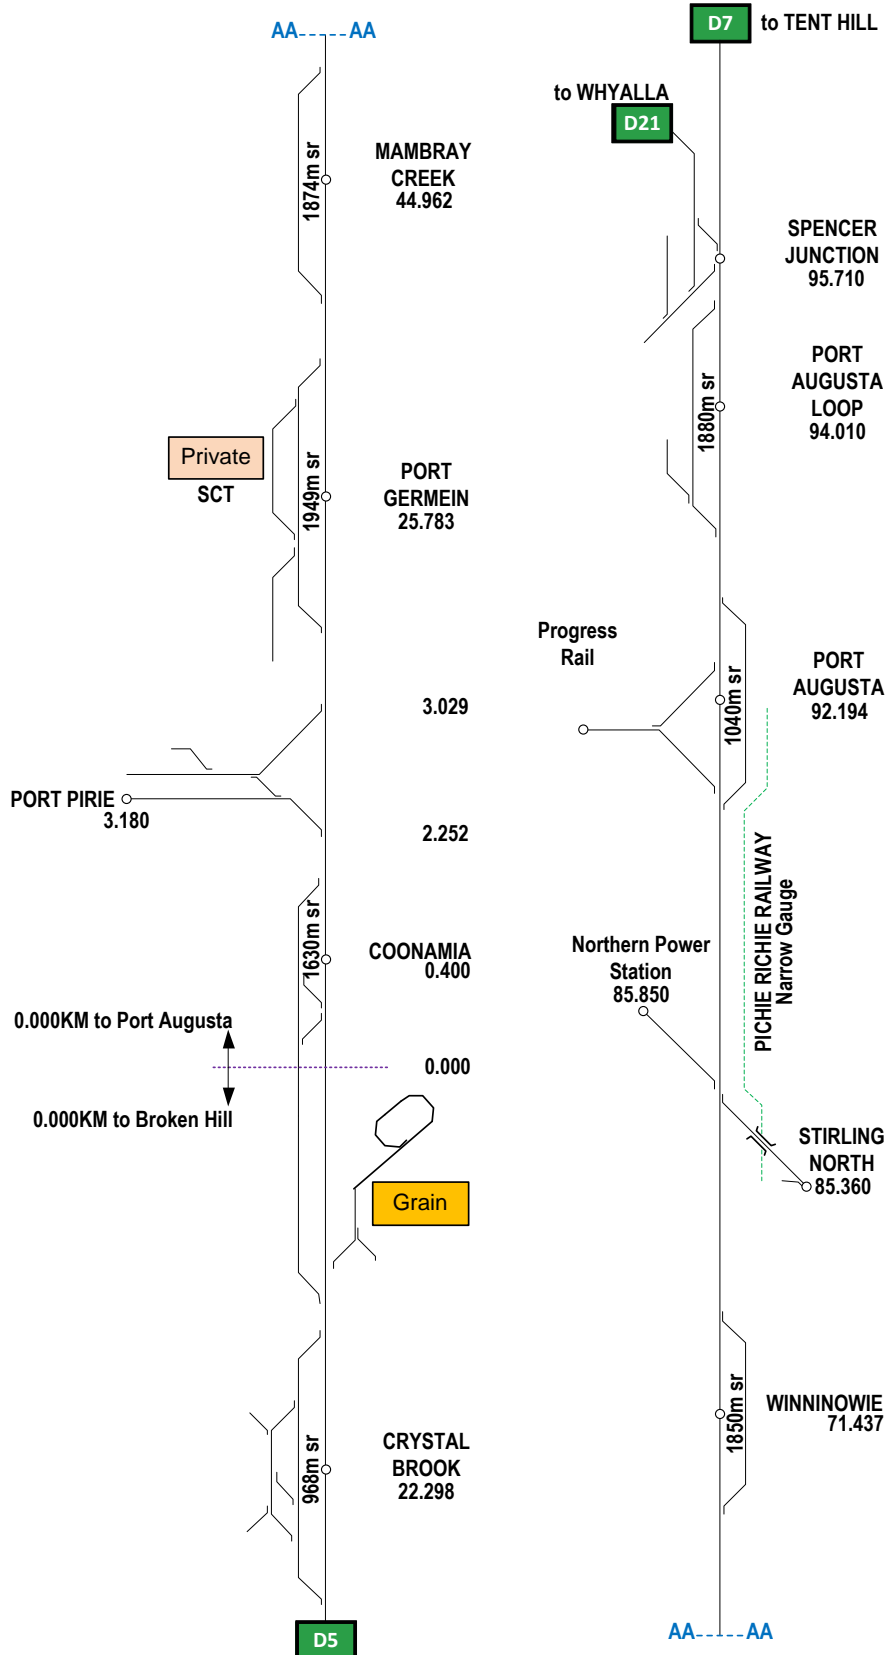 AA AA
1874m sr
MAMBRAY
CREEK
44.962
Private
SCT
1949m sr
PORT
GERMEIN
25.783
3.029
PORT PIRIE
3.180
2.252
1630m sr
COONAMIA
0.400
0.000KM to Port Augusta
0.000
0.000KM to Broken Hill
Grain
968m sr
CRYSTAL
BROOK
22.298
D5
D7 to TENT HILL
to WHYALLA
D21
SPENCER
JUNCTION
95.710
1880m sr
PORT
AUGUSTA
LOOP
94.010
Progress
Rail
1040m sr
PORT
AUGUSTA
92.194
PICHIE RICHIE RAILWAY
Narrow Gauge
Northern Power
Station
85.850
STIRLING
NORTH
85.360
1850m sr
WINNINOWIE
71.437
AA AA